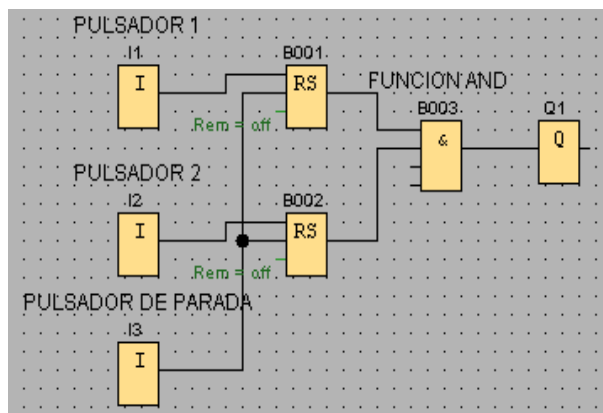 PULSADOR 1
I1
B001
I
RS
FUNCION AND
Rem = off
B003
Q1
&
Q
PULSADOR 2
I2
B002
I
RS
Rem = off
PULSADOR DE PARADA
I3
I